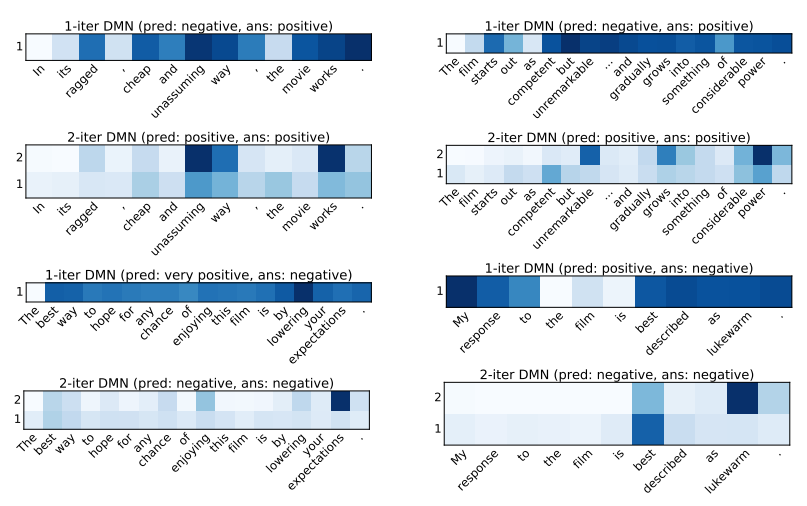 1-iter DMN (pred: negative, ans: positive)
1
In its ragged , cheap and unassuming way , the movie works .
2-iter DMN (pred: positive, ans: positive)
2
1
In its ragged , cheap and unassuming way , the movie works .
1-iter DMN (pred: very positive, ans: negative)
1
The best way to hope for any chance of enjoying this film is by lowering your expectations .
2-iter DMN (pred: negative, ans: negative)
2
1
The best way to hope for any chance of enjoying this film is by lowering your expectations .
1-iter DMN (pred: negative, ans: positive)
1
The film starts out as competent but unremarkable ... and gradually grows into something of considerable power .
2-iter DMN (pred: positive, ans: positive)
2
1
The film starts out as competent but unremarkable ... and gradually grows into something of considerable power .
1-iter DMN (pred: positive, ans: negative)
1
My response to the film is best described as lukewarm .
2-iter DMN (pred: negative, ans: negative)
2
1
My response to the film is best described as lukewarm .